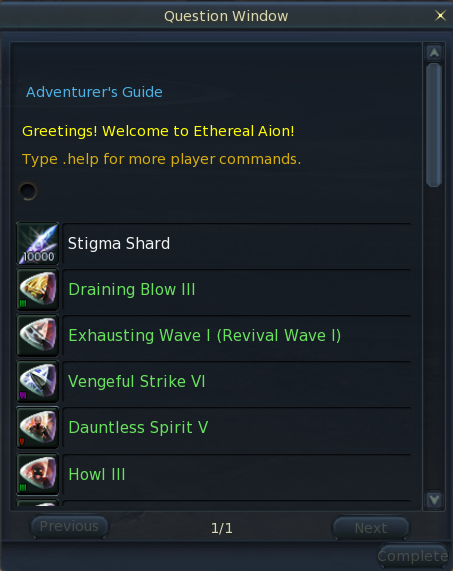 Question Window
Adventurer's Guide
Greetings! Welcome to Ethereal Aion!
Type .help for more player commands.
10000
Stigma Shard
III
Draining Blow III
Exhausting Wave I (Revival Wave I)
VI
Vengeful Strike VI
V
Dauntless Spirit V
III
Howl III
Previous
1/1
Next
Complete